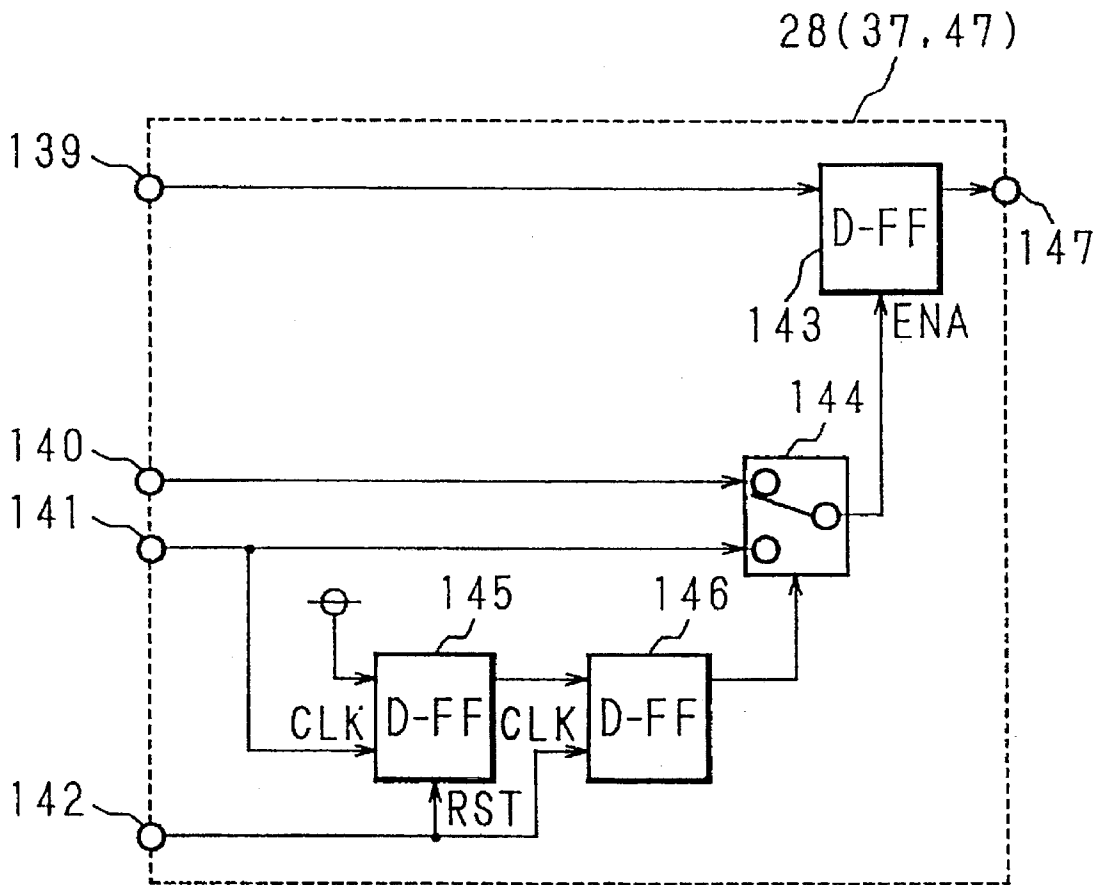 28(37,47)
139
D-FF
147
143
ENA
144
140
141
145
146
CLK
D-FF
CLK
D-FF
142
RST